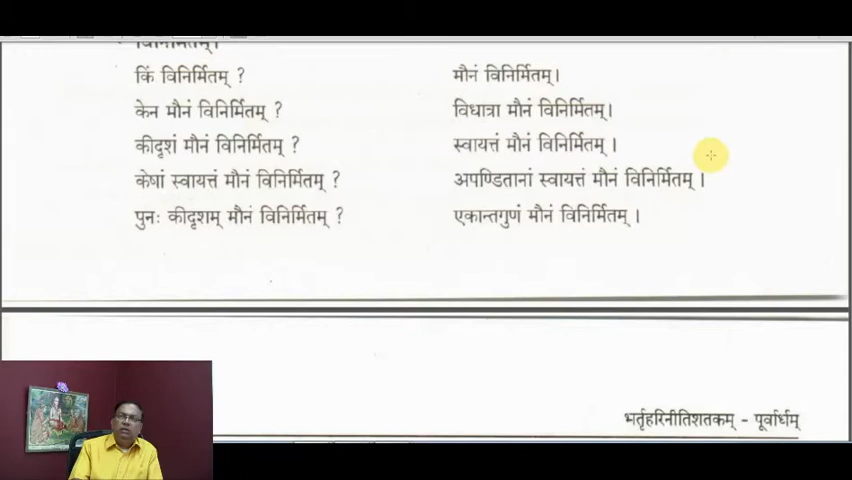 विनिर्मितम्।
किं विनिर्मितम् ? मौनं विनिर्मितम्।
केन मौनं विनिर्मितम् ? विधात्रा मौनं विनिर्मितम्।
कीदृशं मौनं विनिर्मितम् ? स्वायत्तं मौनं विनिर्मितम् ।
केषां स्वायत्तं मौनं विनिर्मितम् ? अपण्डितानां स्वायत्तं मौनं विनिर्मितम् ।
पुनः कीदृशम् मौनं विनिर्मितम् ? एकान्तगुणं मौनं विनिर्मितम् ।
भर्तृहरिनीतिशतकम् - पूर्वार्धम्